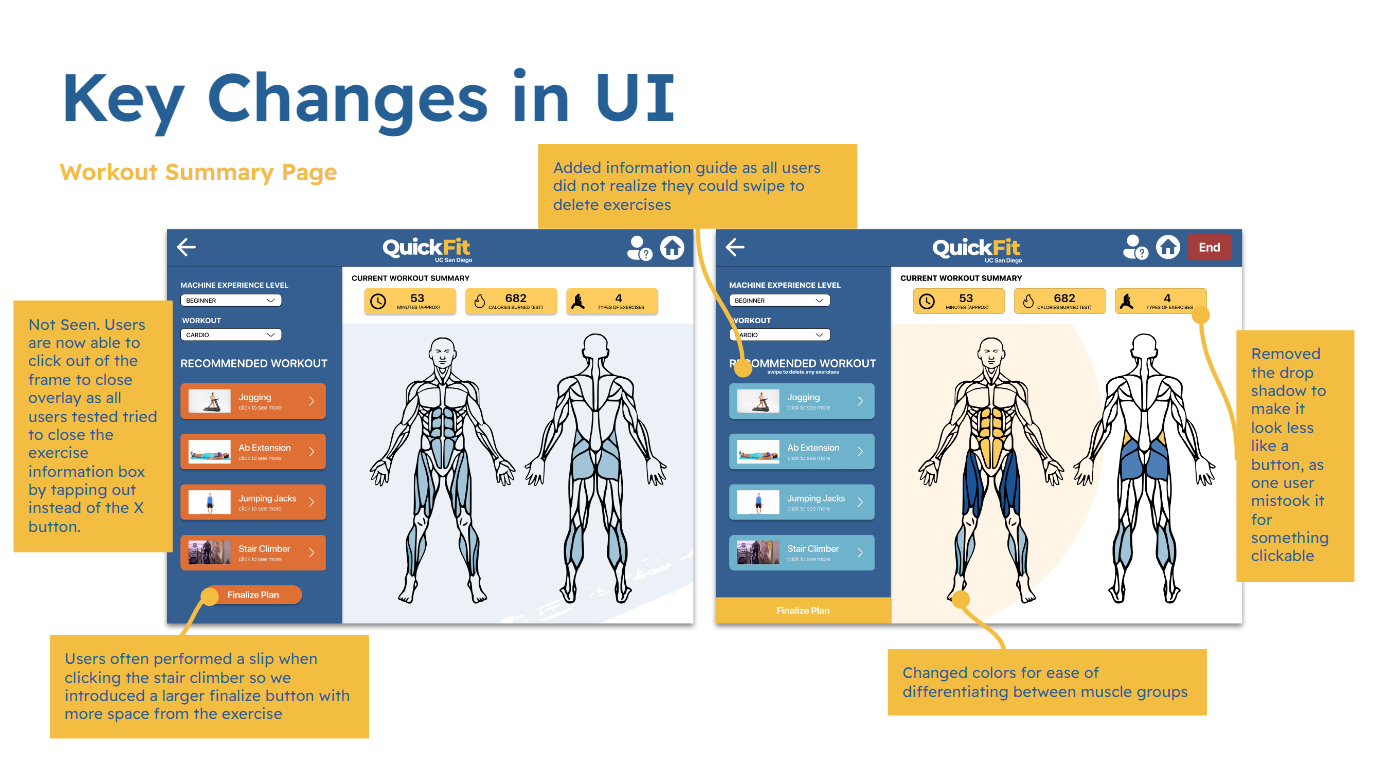 Key Changes in UI
Workout Summary Page
Added information guide as all users
did not realize they could swipe to
delete exercises
Not Seen. Users
are now able to
click out of the
frame to close
overlay as all
users tested tried
to close the
exercise
information box
by tapping out
instead of the X
button.
QuickFit
UC San Diego
?
MACHINE EXPERIENCE LEVEL
BEGINNER
WORKOUT
CARDIO
RECOMMENDED WORKOUT
Jogging
click to see more
Ab Extension
click to see more
Jumping Jacks
click to see more
Stair Climber
click to see more
Finalize Plan
CURRENT WORKOUT SUMMARY
53
MINUTES (APPROX)
682
CALORIES BURNED (EST)
4
TYPES OF EXERCISES
QuickFit
UC San Diego
?
End
MACHINE EXPERIENCE LEVEL
BEGINNER
WORKOUT
CARDIO
RECOMMENDED WORKOUT
swipe to delete any exercises
Jogging
click to see more
Ab Extension
click to see more
Jumping Jacks
click to see more
Stair Climber
click to see more
Finalize Plan
CURRENT WORKOUT SUMMARY
53
MINUTES (APPROX)
682
CALORIES BURNED (EST)
4
TYPES OF EXERCISES
Removed
the drop
shadow to
make it
look less
like a
button, as
one user
mistook it
for
something
clickable
Users often performed a slip when
clicking the stair climber so we
introduced a larger finalize button with
more space from the exercise
Changed colors for ease of
differentiating between muscle groups